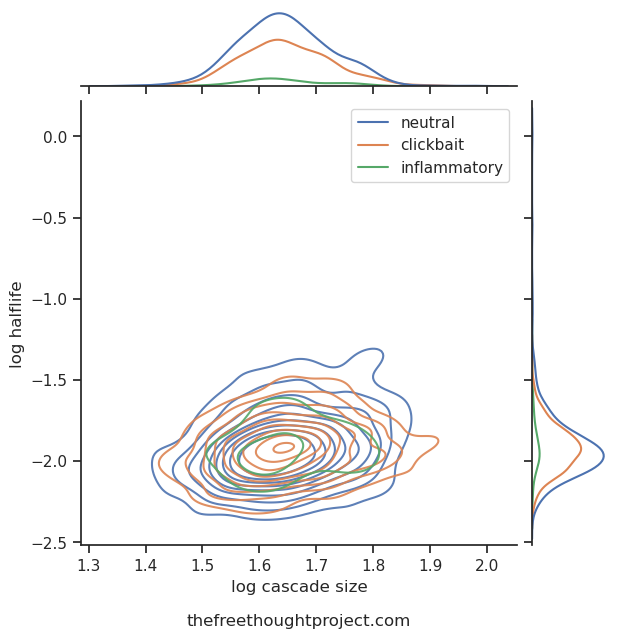 neutral
clickbait
inflammatory
0.0
−0.5
−1.0
−1.5
−2.0
−2.5
log halflife
1.3 1.4 1.5 1.6 1.7 1.8 1.9 2.0
log cascade size
thefreethoughtproject.com